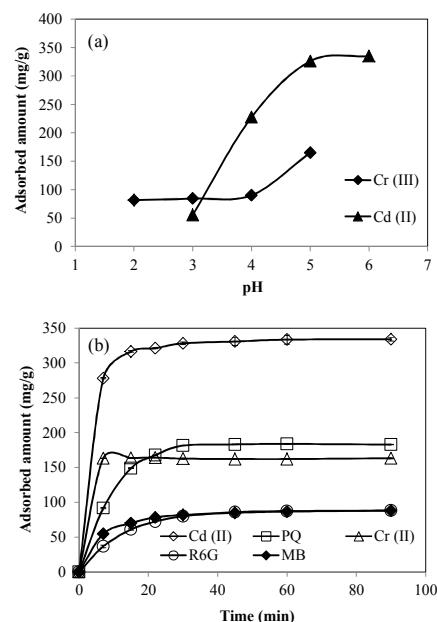 (a)
Adsorbed amount (mg/g)
400
350
300
250
200
150
100
50
0
Cr (III)
Cd (II)
1 2 3 4 5 6 7
pH
(b)
Adsorbed amount (mg/g)
350
300
250
200
150
100
50
0
Cd (II) PQ Cr (II)
R6G MB
0 20 40 60 80 100
Time (min)